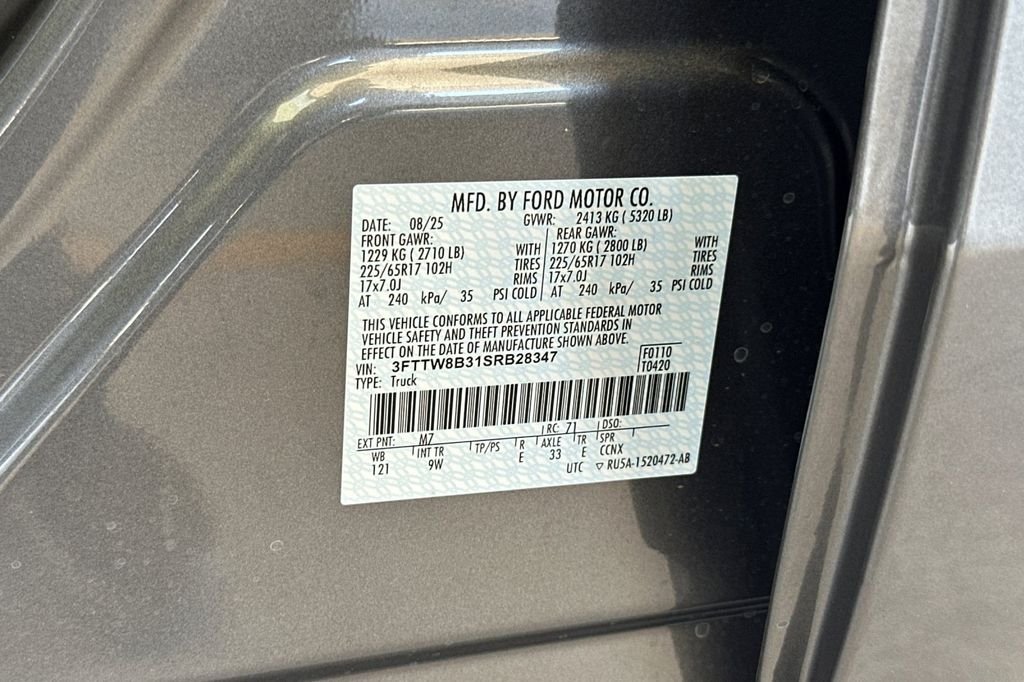 MFD. BY FORD MOTOR CO.
DATE: 08/25 GVWR: 2413 KG ( 5320 LB)
FRONT GAWR: REAR GAWR:
1229 KG ( 2710 LB) WITH 1270 KG ( 2800 LB) WITH
225/65R17 102H TIRES 225/65R17 102H TIRES
17x7.0J RIMS 17x7.0J RIMS
AT 240 kPa/ 35 PSI COLD AT 240 kPa/ 35 PSI COLD
THIS VEHICLE CONFORMS TO ALL APPLICABLE FEDERAL MOTOR
VEHICLE SAFETY AND THEFT PREVENTION STANDARDS IN
EFFECT ON THE DATE OF MANUFACTURE SHOWN ABOVE.
VIN: 3FTTW8B31SRB28347 F0110
TYPE: Truck T0420
EXT PNT: M7 RC: 71 DSO:
WB INT TR TP/PS R AXLE TR SPR
121 9W E 33 E CCNX
UTC ▽ RU5A-1520472-AB